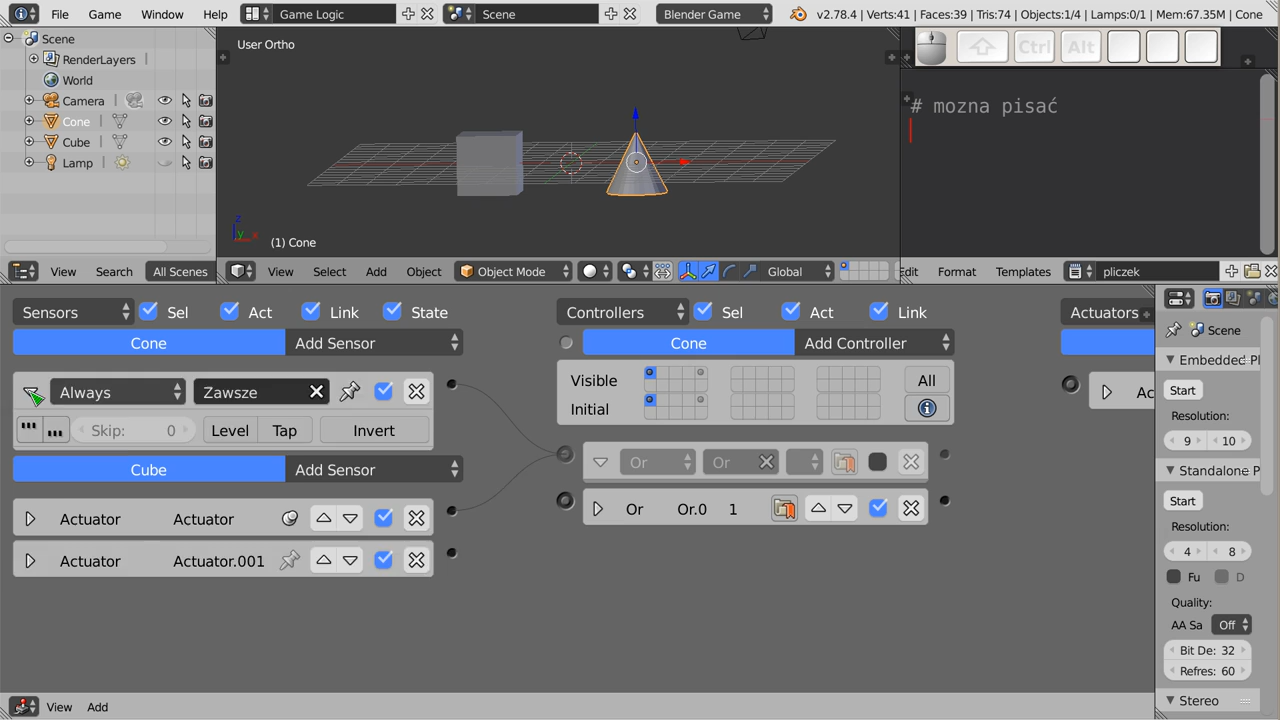 File Game Window Help Game Logic Scene Blender Game v2.78.4 | Verts:41 | Faces:39 | Tris:74 | Objects:1/4 | Lamps:0/1 | Mem:67.35M | Cone
Scene
RenderLayers
World
Camera
Cone
Cube
Lamp
View Search All Scenes
User Ortho
z
y
x
(1) Cone
View Select Add Object Object Mode Global
Ctrl Alt
# mozna pisać
Edit Format Templates pliczek
Sensors Sel Act Link State
Cone Add Sensor
Always Zawsze
Skip: 0 Level Tap Invert
Cube Add Sensor
Actuator Actuator
Actuator Actuator.001
Controllers Sel Act Link
Cone Add Controller
Visible All
Initial
Or Or
Or Or.0 1
Actuators
Ac
Scene
Embedded Pl
Start
Resolution:
9 10
Standalone P
Start
Resolution:
4 8
Fu D
Quality:
AA Sa Off
Bit De: 32
Refres: 60
Stereo
View Add